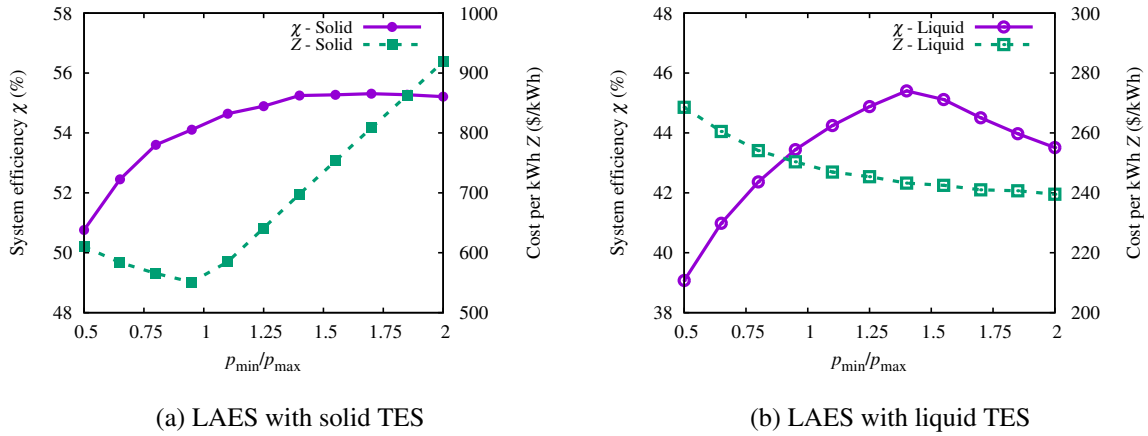 58
56
54
52
50
48
System efficiency χ (%)
1000
900
800
700
600
500
Cost per kWh Z ($/kWh)
χ - Solid
Z - Solid
0.5 0.75 1 1.25 1.5 1.75 2
p_min/p_max
(a) LAES with solid TES
48
46
44
42
40
38
System efficiency χ (%)
300
280
260
240
220
200
Cost per kWh Z ($/kWh)
χ - Liquid
Z - Liquid
0.5 0.75 1 1.25 1.5 1.75 2
p_min/p_max
(b) LAES with liquid TES